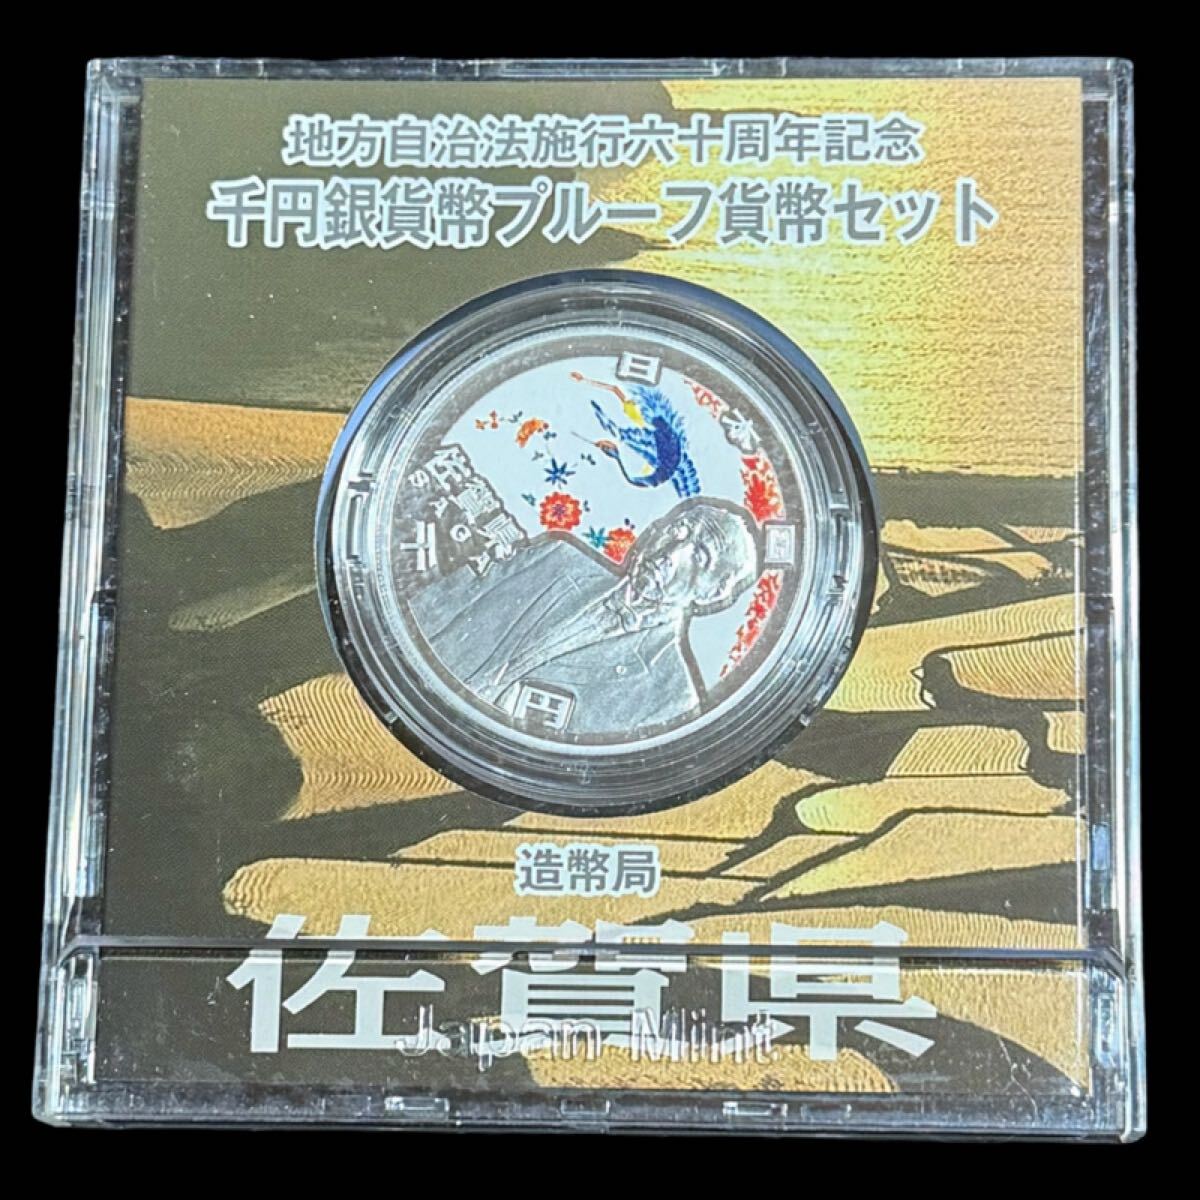 地方自治法施行六十周年記念
千円銀貨幣プルーフ貨幣セット
日本国
佐賀県
SAGA
千
円
造幣局
佐賀県
Japan Mint